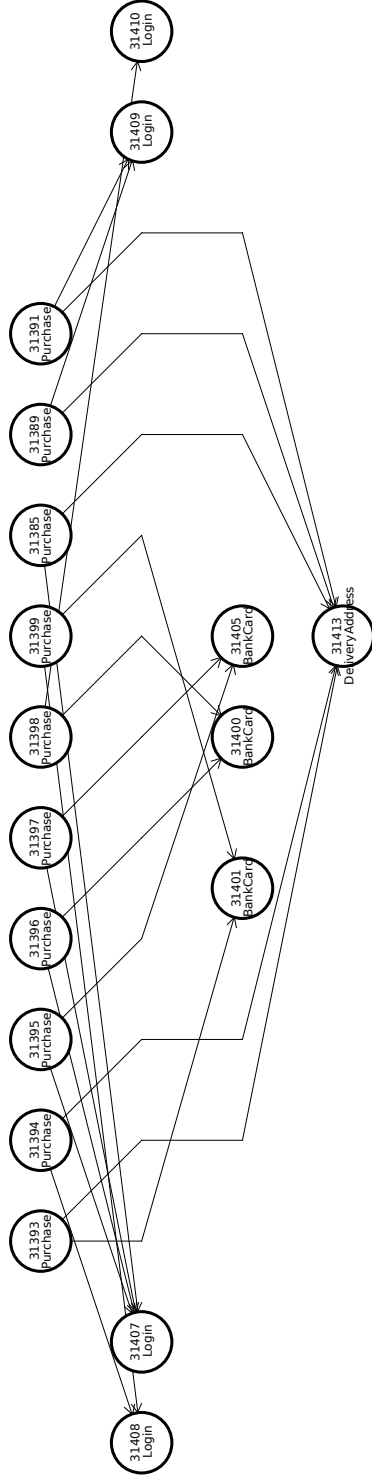 31393
Purchase
31394
Purchase
31395
Purchase
31396
Purchase
31397
Purchase
31398
Purchase
31399
Purchase
31385
Purchase
31389
Purchase
31391
Purchase
31408
Login
31407
Login
31409
Login
31410
Login
31401
BankCard
31400
BankCard
31405
BankCard
31413
DeliveryAddress